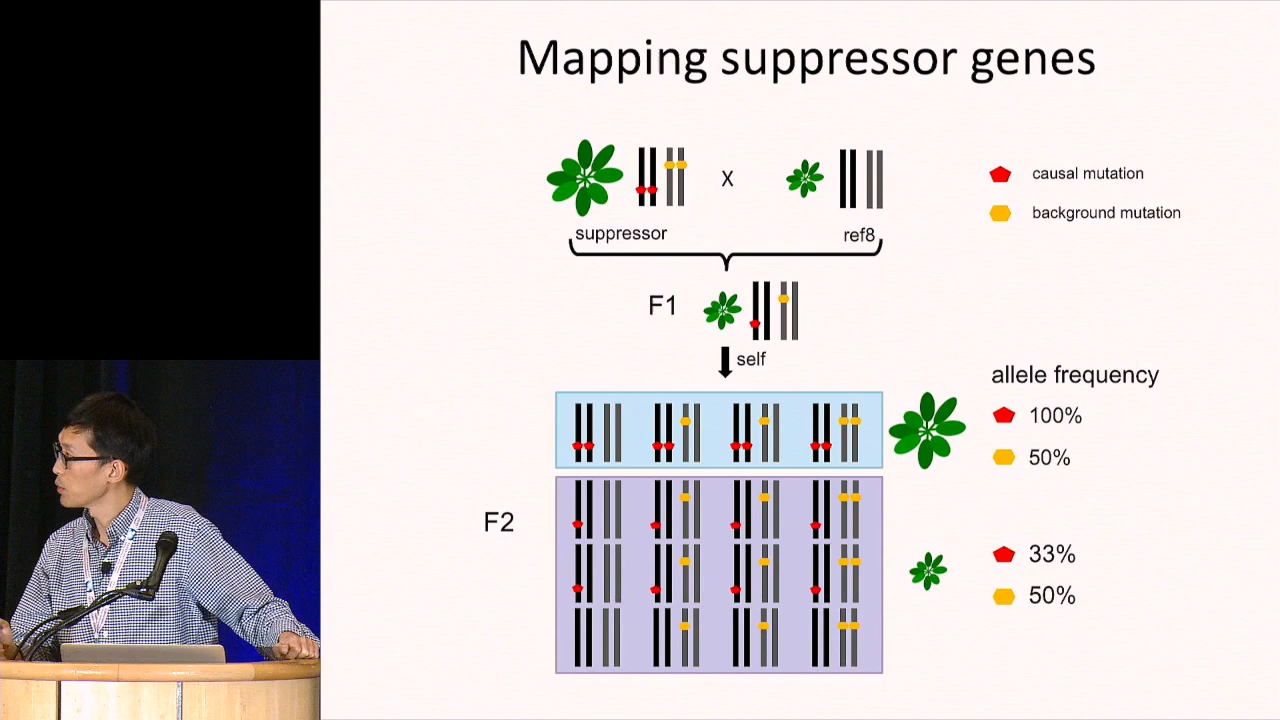 Mapping suppressor genes
X
causal mutation
background mutation
suppressor
ref8
F1
self
allele frequency
100%
50%
F2
33%
50%